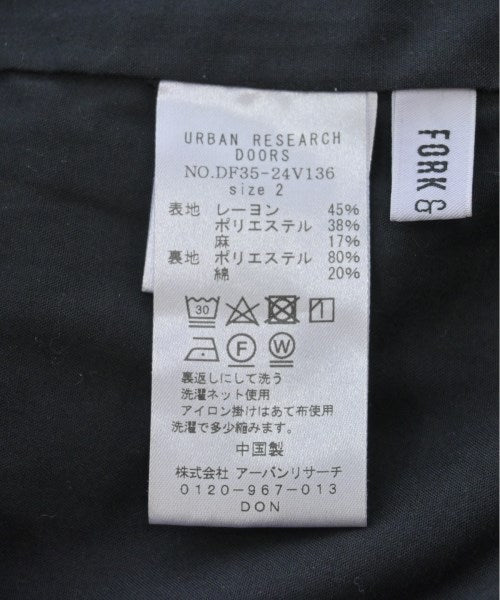 URBAN RESEARCH
DOORS
NO.DF35-24V136
size 2
表地 レーヨン 45%
ポリエステル 38%
麻 17%
裏地 ポリエステル 80%
綿 20%
30
F W
裏返しにして洗う
洗濯ネット使用
アイロン掛けはあて布使用
洗濯で多少縮みます。
中国製
株式会社 アーバンリサーチ
0120-967-013
DON
FORK &